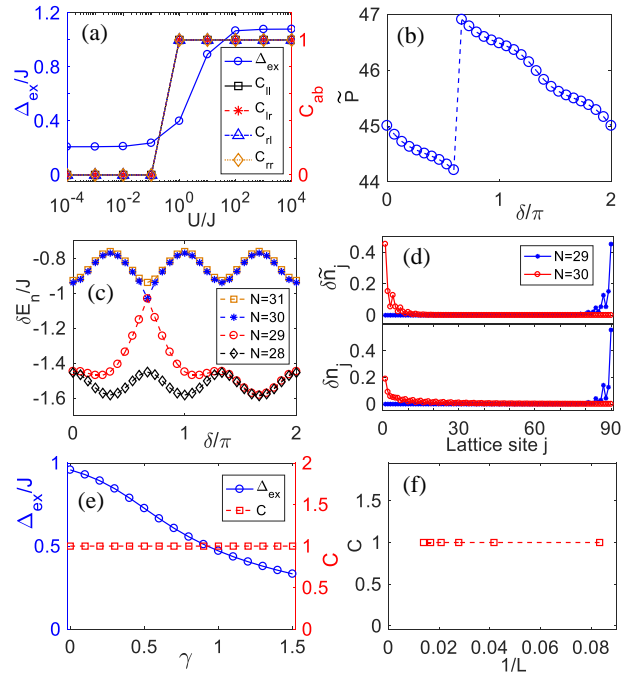 (a)
Δex/J
1.2
0.8
0.4
0
10^-4
10^-2
10^0
10^2
10^4
U/J
1
0
C_ab
Δ_ex
C_ll
C_lr
C_rl
C_rr
(b)
P̃
47
46
45
44
0
1
2
δ/π
(c)
δE_n/J
-0.8
-1
-1.2
-1.4
-1.6
0
1
2
δ/π
N=31
N=30
N=29
N=28
(d)
δñ_j
0.4
0.2
0
N=29
N=30
δn_j
0.4
0.2
0
1
30
60
90
Lattice site j
(e)
Δ_ex/J
1
0.5
0
0
0.5
1
1.5
γ
2
1.5
1
0.5
0
C
Δ_ex
C
(f)
C
1.5
1
0.5
0
0
0.02
0.04
0.06
0.08
1/L